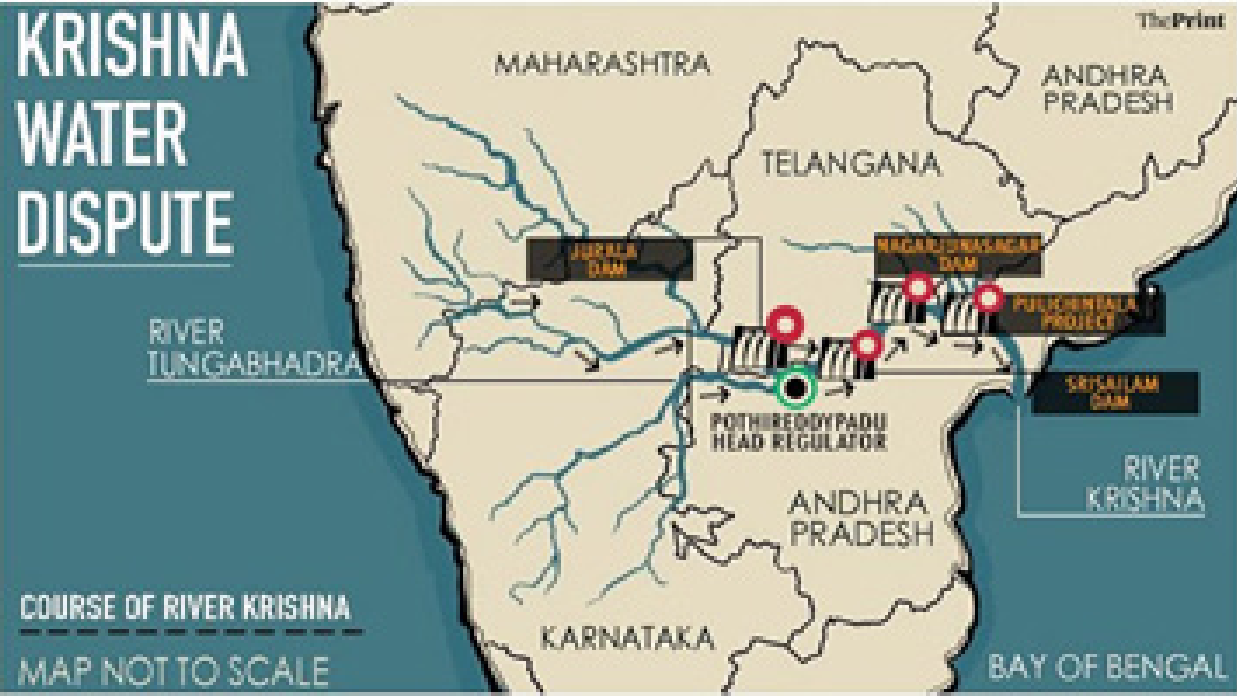 KRISHNA
WATER
DISPUTE
ThePrint
MAHARASHTRA
ANDHRA
PRADESH
TELANGANA
JURALA
DAM
NAGARJUNASAGAR
DAM
PULICHINTALA
PROJECT
RIVER
TUNGABHADRA
SRISAILAM
DAM
POTHIREDDYPADU
HEAD REGULATOR
RIVER
KRISHNA
ANDHRA
PRADESH
COURSE OF RIVER KRISHNA
KARNATAKA
MAP NOT TO SCALE
BAY OF BENGAL